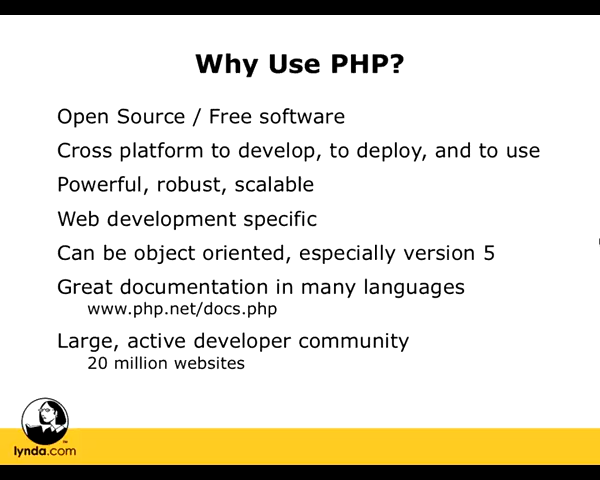 Why Use PHP?
Open Source / Free software
Cross platform to develop, to deploy, and to use
Powerful, robust, scalable
Web development specific
Can be object oriented, especially version 5
Great documentation in many languages
www.php.net/docs.php
Large, active developer community
20 million websites
lynda.com